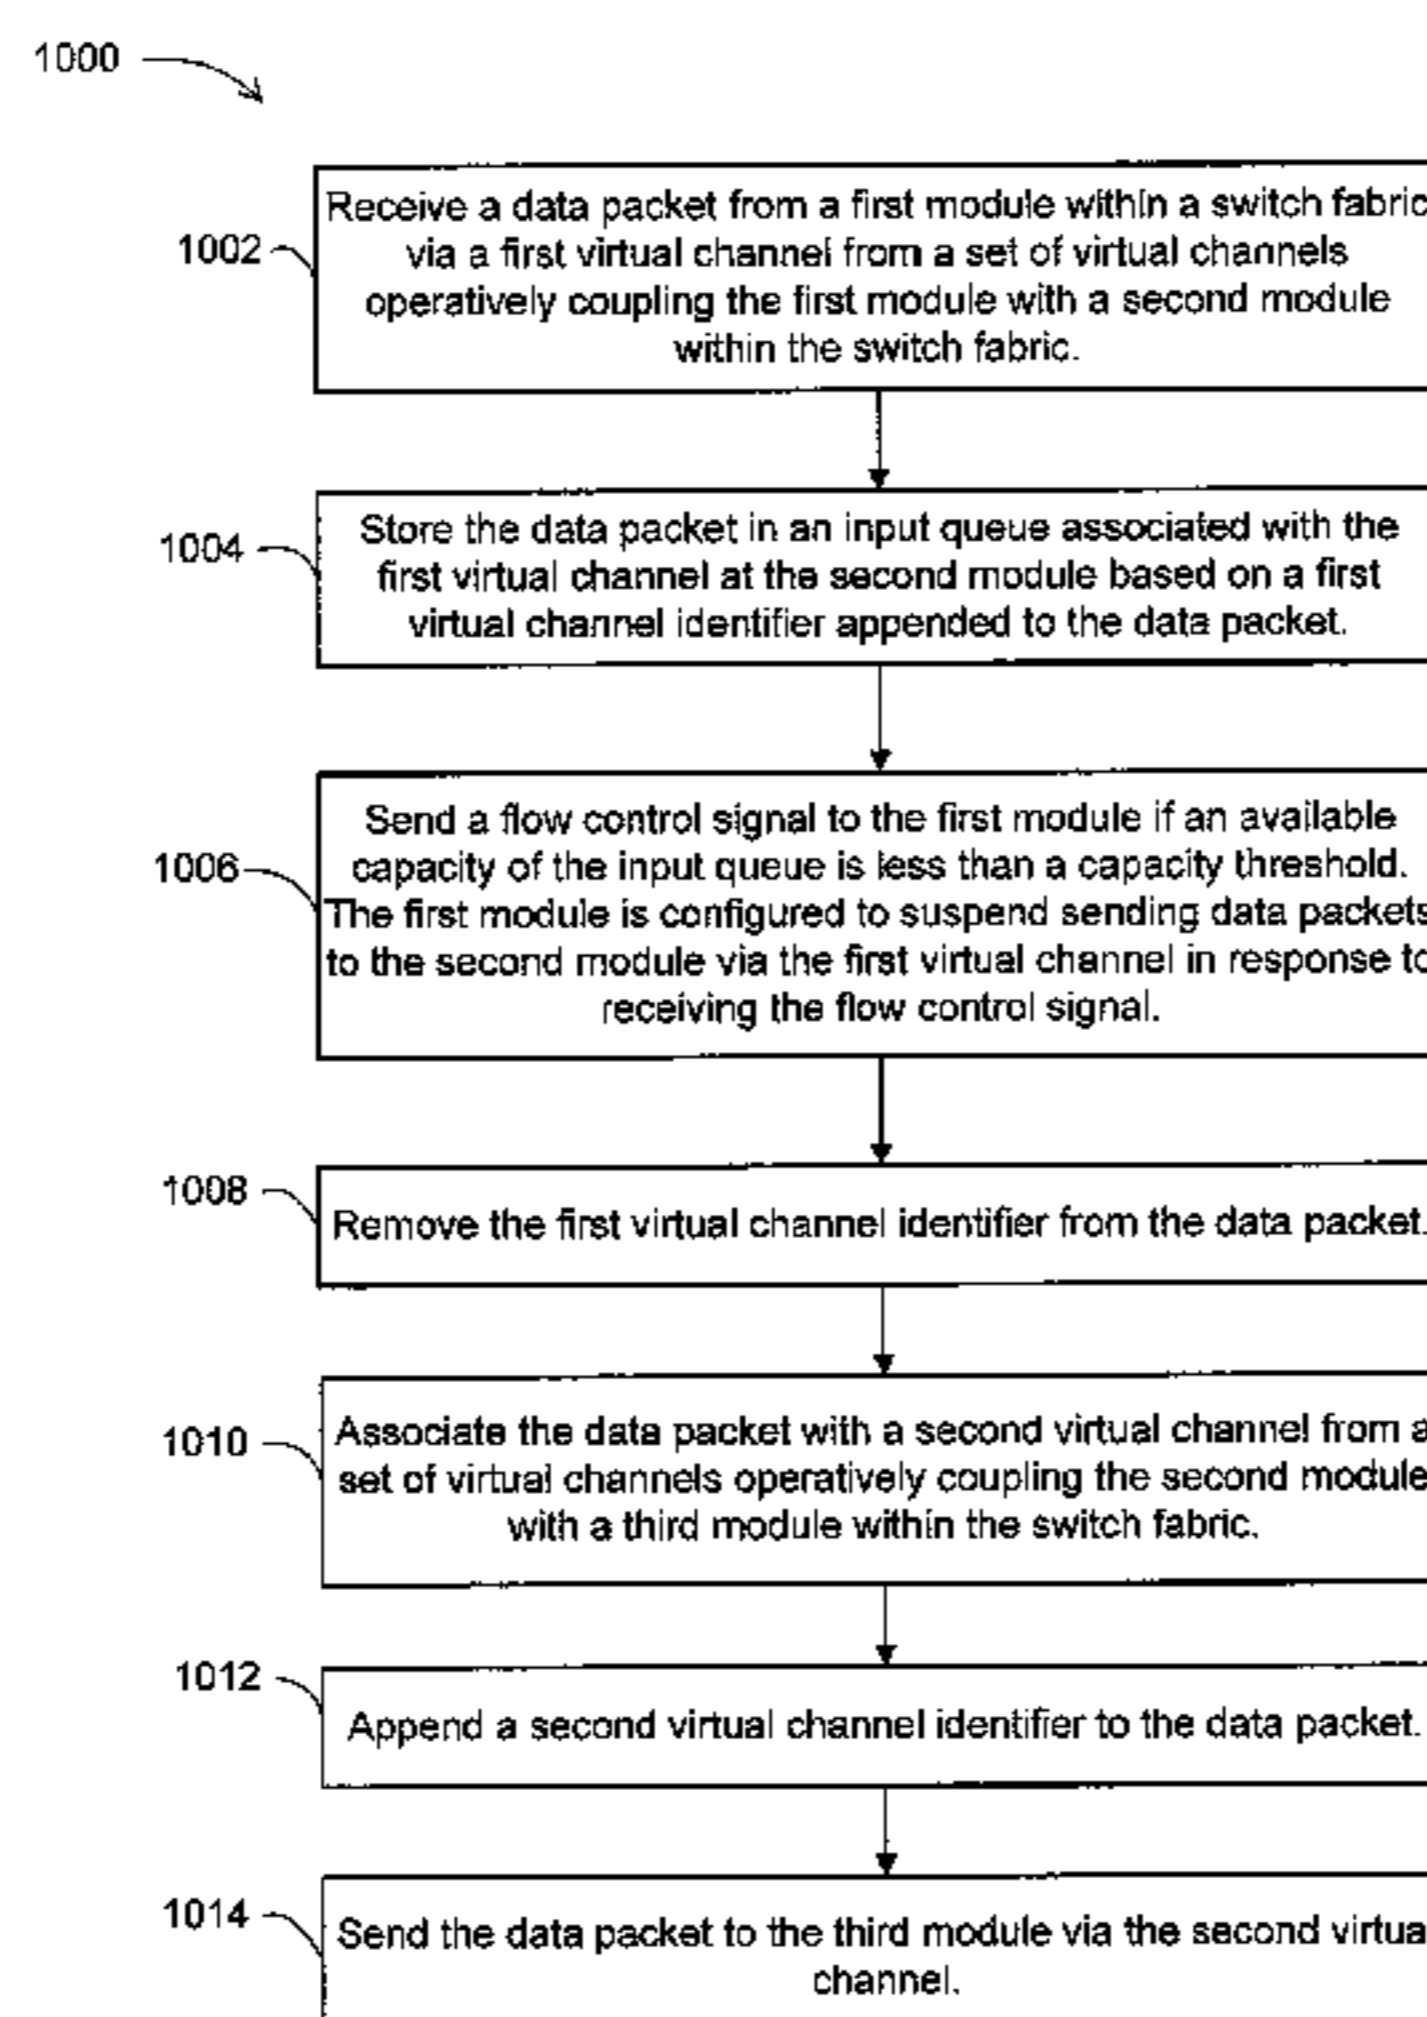 1000
1002
Receive a data packet from a first module within a switch fabric
via a first virtual channel from a set of virtual channels
operatively coupling the first module with a second module
within the switch fabric.
1004
Store the data packet in an input queue associated with the
first virtual channel at the second module based on a first
virtual channel identifier appended to the data packet.
1006
Send a flow control signal to the first module if an available
capacity of the input queue is less than a capacity threshold.
The first module is configured to suspend sending data packets
to the second module via the first virtual channel in response to
receiving the flow control signal.
1008
Remove the first virtual channel identifier from the data packet.
1010
Associate the data packet with a second virtual channel from a
set of virtual channels operatively coupling the second module
with a third module within the switch fabric.
1012
Append a second virtual channel identifier to the data packet.
1014
Send the data packet to the third module via the second virtua
channel.